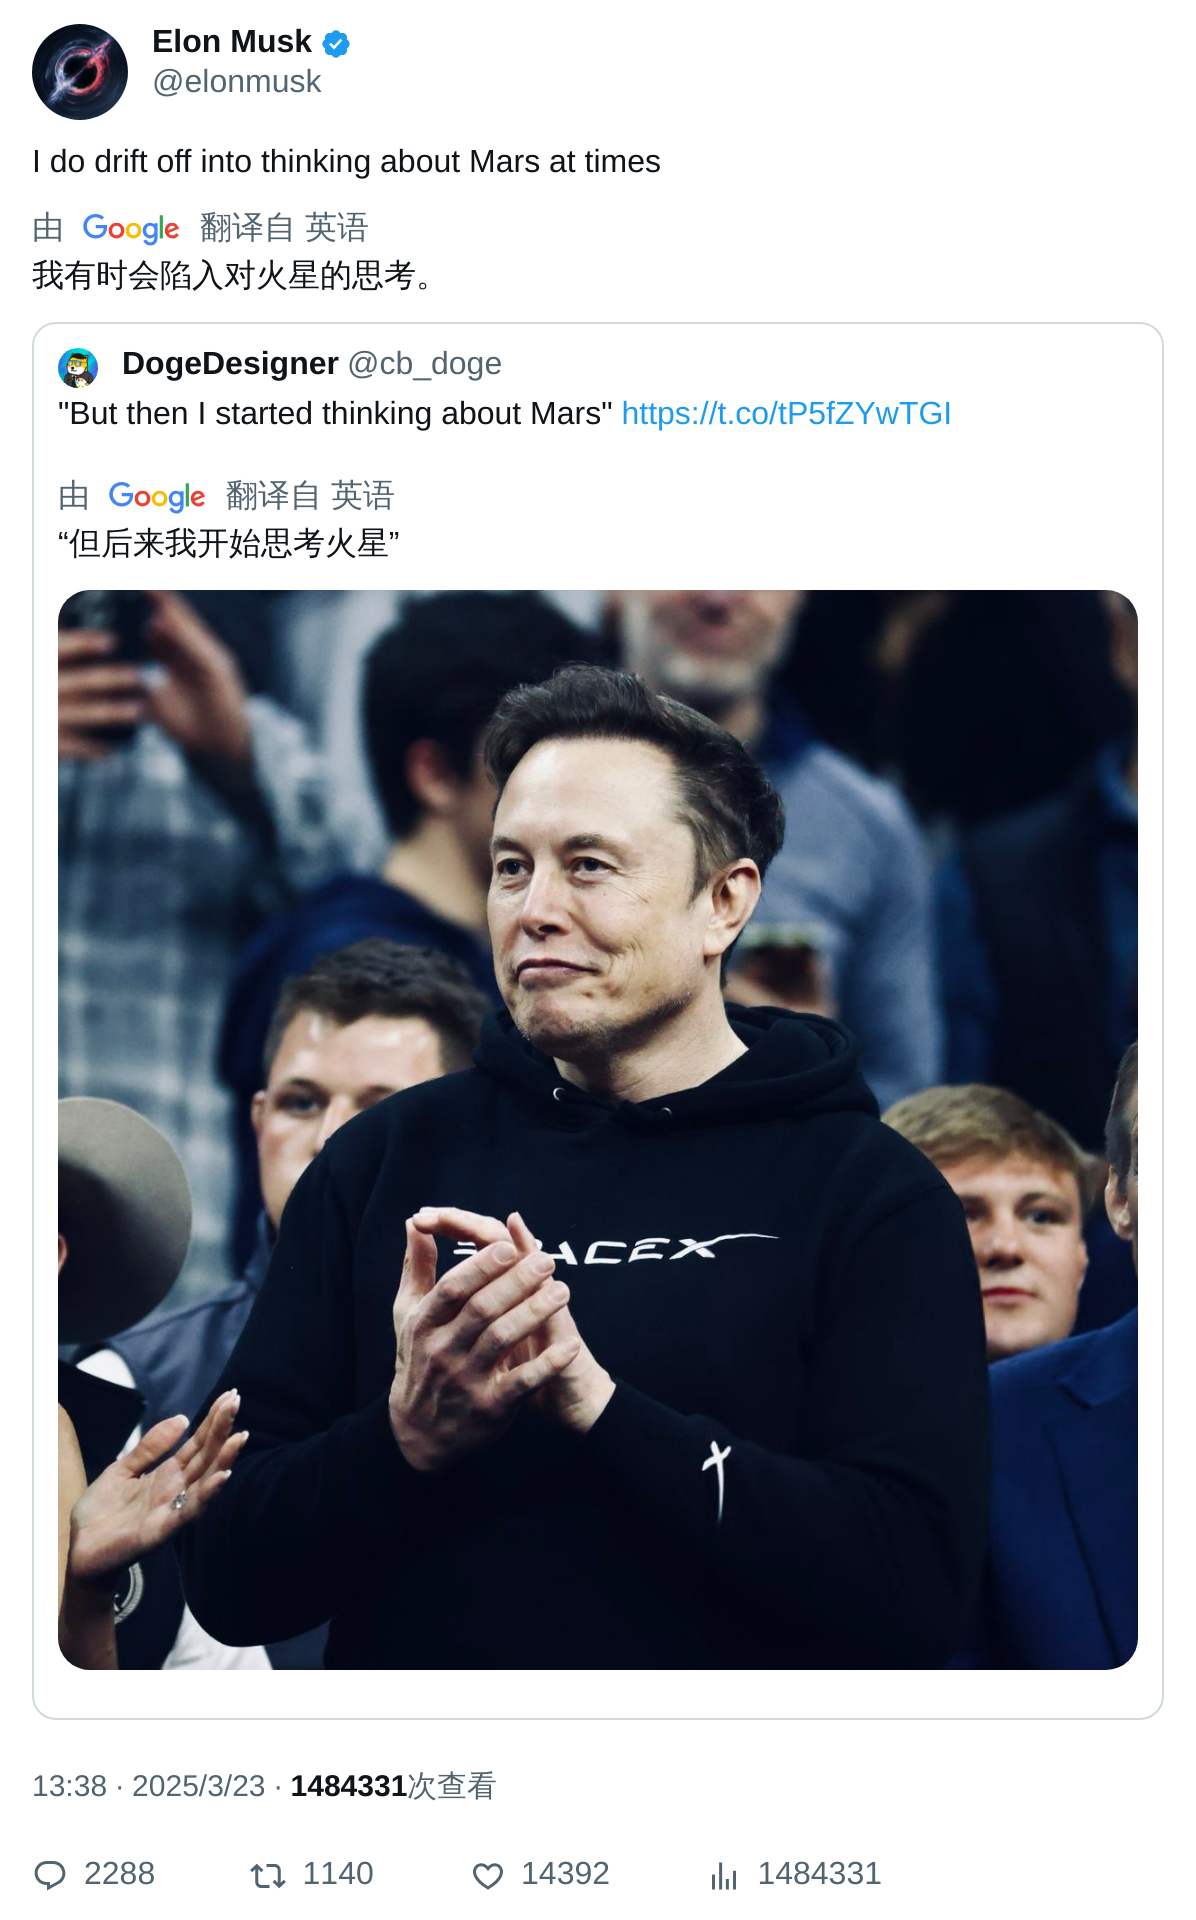 Elon Musk
@elonmusk
I do drift off into thinking about Mars at times
由 Google 翻译自 英语
我有时会陷入对火星的思考。
DogeDesigner @cb_doge
"But then I started thinking about Mars" https://t.co/tP5fZYwTGI
由 Google 翻译自 英语
“但后来我开始思考火星”
ACEX
13:38 · 2025/3/23 · 1484331次查看
2288 1140 14392 1484331